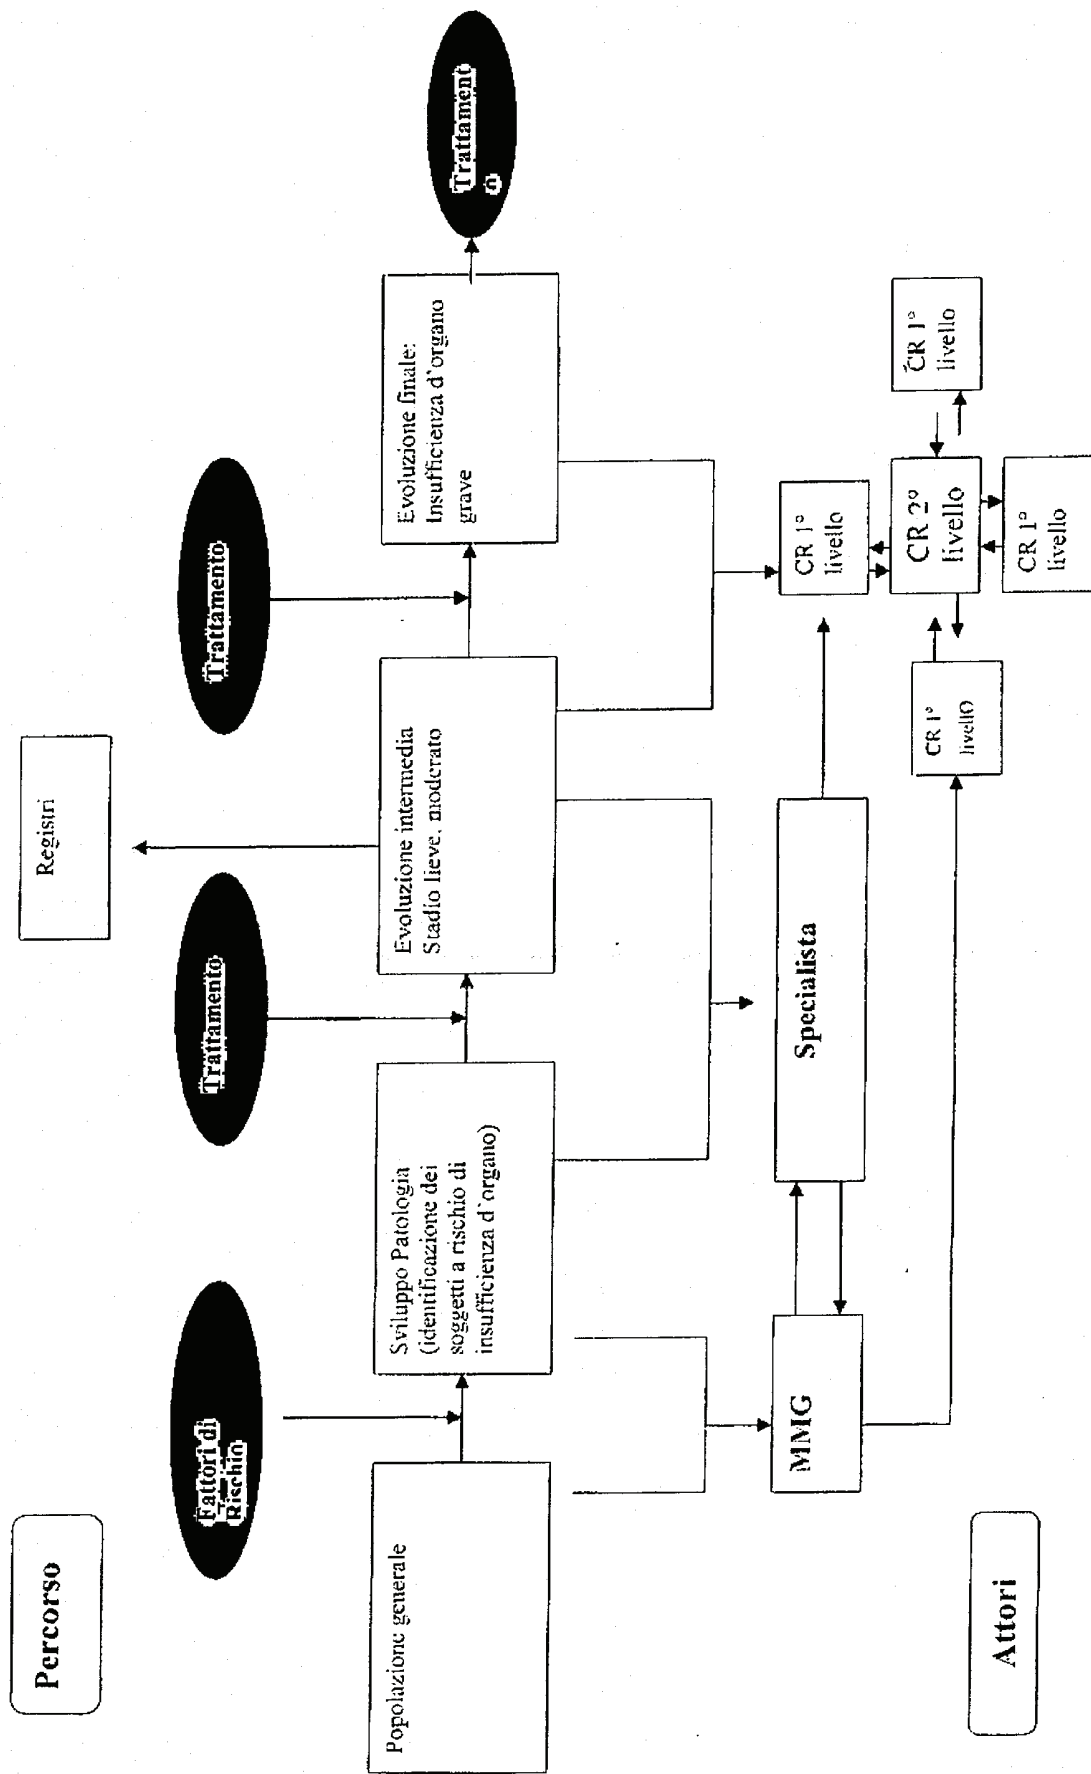 Percorso
Registri
Fattori di
Rischio
Trattamento
Trattamento
Trattament
o
Popolazione generale
Sviluppo Patologia
(identificazione dei
soggetti a rischio di
insufficienza d'organo)
Evoluzione intermedia
Stadio lieve, moderato
Evoluzione finale:
Insufficienza d'organo
grave
MMG
Specialista
CR 1°
livello
CR 1°
livello
CR 2°
livello
CR 1°
livello
CR 1°
livello
Attori